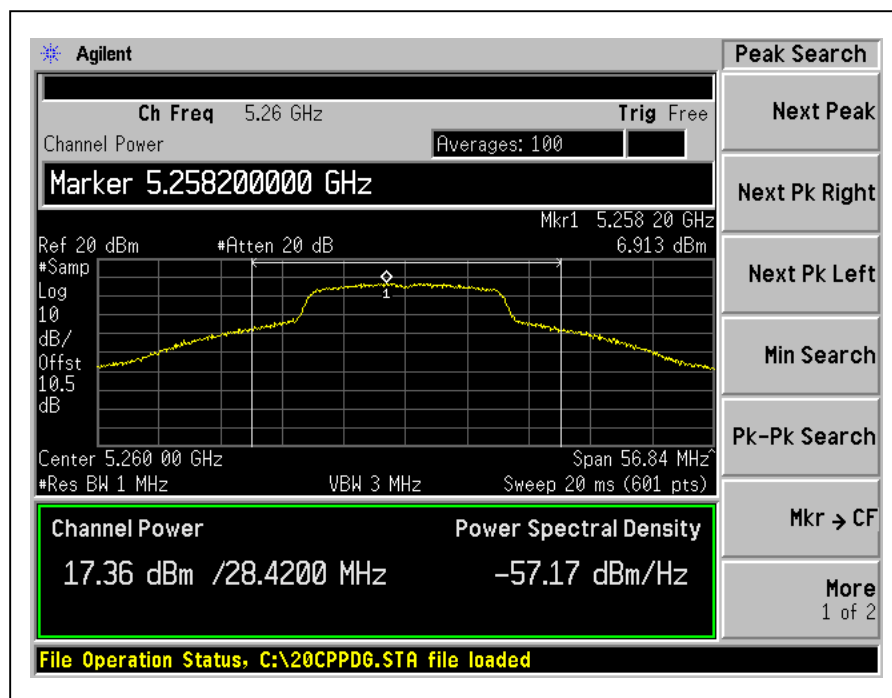 Agilent
Peak Search
Ch Freq 5.26 GHz Trig Free
Channel Power Averages: 100
Marker 5.258200000 GHz
Mkr1 5.258 20 GHz
Ref 20 dBm #Atten 20 dB 6.913 dBm
#Samp
Log
10
dB/
Offst
10.5
dB
1
Center 5.260 00 GHz Span 56.84 MHz^
#Res BW 1 MHz VBW 3 MHz Sweep 20 ms (601 pts)
Channel Power Power Spectral Density
17.36 dBm /28.4200 MHz -57.17 dBm/Hz
File Operation Status, C:\20CPPDG.STA file loaded
Next Peak
Next Pk Right
Next Pk Left
Min Search
Pk-Pk Search
Mkr → CF
More
1 of 2